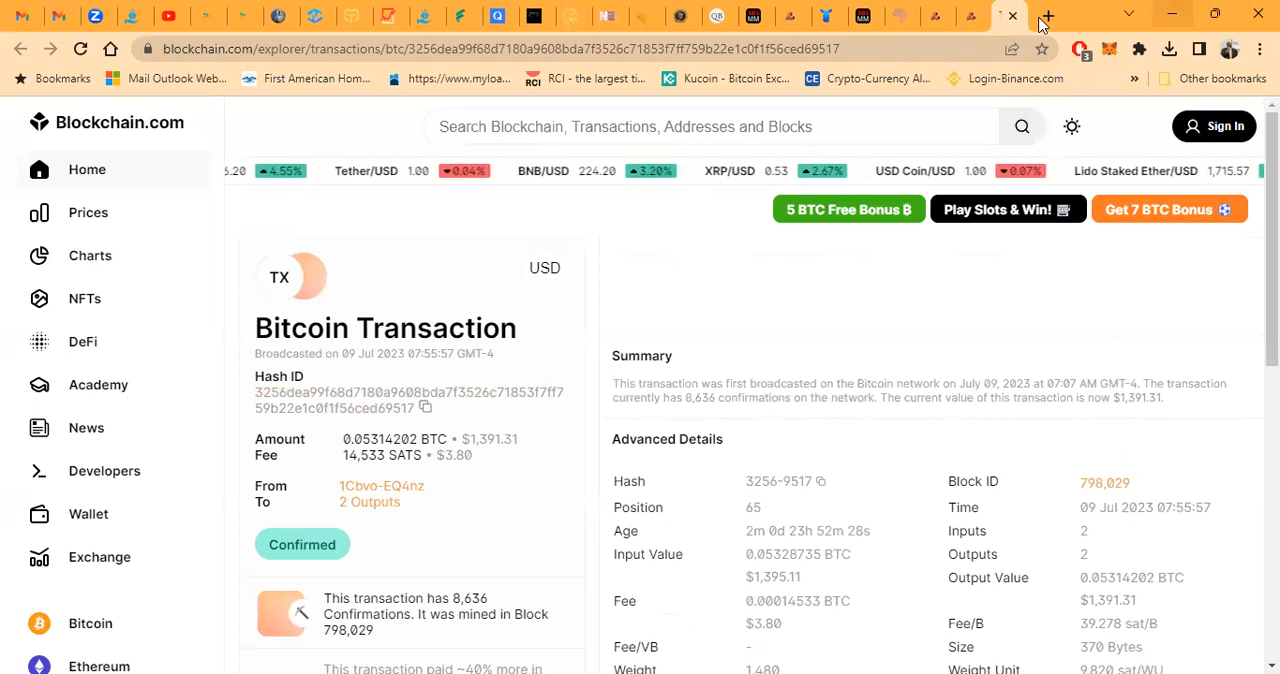 blockchain.com/explorer/transactions/btc/3256dea99f68d7180a9608bda7f3526c71853f7ff759b22e1c0f1f56ced69517
3
Bookmarks
Mail Outlook Web...
First American Hom...
https://www.myloa...
RCI
RCI - the largest ti...
Kucoin - Bitcoin Exc...
CE
Crypto-Currency Al...
Login-Binance.com
»
Other bookmarks
Blockchain.com
Search Blockchain, Transactions, Addresses and Blocks
Sign In
6.20 4.55% Tether/USD 1.00 0.04% BNB/USD 224.20 3.20% XRP/USD 0.53 2.67% USD Coin/USD 1.00 0.07% Lido Staked Ether/USD 1,715.57
Home
Prices
Charts
NFTs
DeFi
Academy
News
Developers
Wallet
Exchange
Bitcoin
Ethereum
5 BTC Free Bonus
Play Slots & Win!
Get 7 BTC Bonus
TX
USD
Bitcoin Transaction
Broadcasted on 09 Jul 2023 07:55:57 GMT-4
Hash ID
3256dea99f68d7180a9608bda7f3526c71853f7ff7
59b22e1c0f1f56ced69517
Amount 0.05314202 BTC • $1,391.31
Fee 14,533 SATS • $3.80
From 1Cbvo-EQ4nz
To 2 Outputs
Confirmed
This transaction has 8,636
Confirmations. It was mined in Block
798,029
This transaction paid ~40% more in
Summary
This transaction was first broadcasted on the Bitcoin network on July 09, 2023 at 07:07 AM GMT-4. The transaction
currently has 8,636 confirmations on the network. The current value of this transaction is now $1,391.31.
Advanced Details
Hash 3256-9517
Block ID 798,029
Position 65
Time 09 Jul 2023 07:55:57
Age 2m 0d 23h 52m 28s
Inputs 2
Input Value 0.05328735 BTC
$1,395.11
Outputs 2
Output Value 0.05314202 BTC
$1,391.31
Fee 0.00014533 BTC
$3.80
Fee/B 39.278 sat/B
Fee/VB -
Size 370 Bytes
Weight 1,480
Weight Unit 9.820 sat/WU